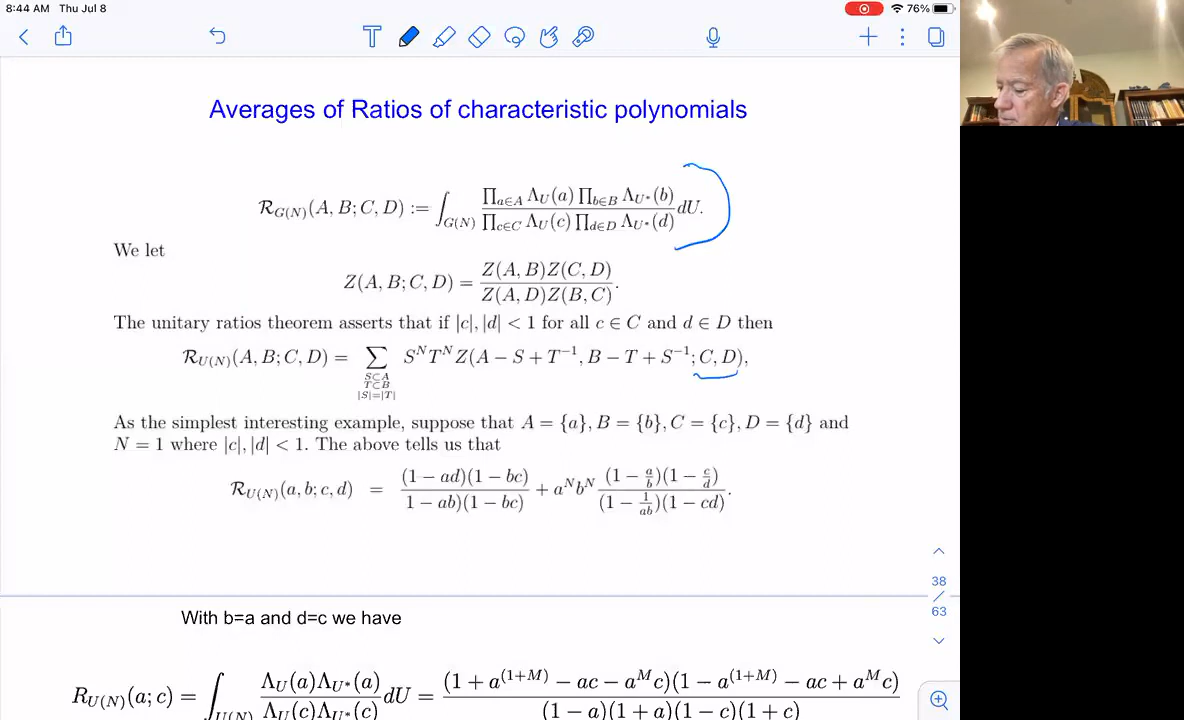 8:44 AM Thu Jul 8
76%
T
Averages of Ratios of characteristic polynomials
$\mathcal{R}_{G(N)}(A, B; C, D) := \int_{G(N)} \frac{\prod_{a \in A} \Lambda_U(a) \prod_{b \in B} \Lambda_{U^*}(b)}{\prod_{c \in C} \Lambda_U(c) \prod_{d \in D} \Lambda_{U^*}(d)} dU.$
We let
$Z(A, B; C, D) = \frac{Z(A, B)Z(C, D)}{Z(A, D)Z(B, C)}.$
The unitary ratios theorem asserts that if |c|, |d| < 1 for all c ∈ C and d ∈ D then
$\mathcal{R}_{U(N)}(A, B; C, D) = \sum_{\substack{S \subset A \\ T \subset B \\ |S|=|T|}} S^N T^N Z(A - S + T^{-1}, B - T + S^{-1}; C, D),$
As the simplest interesting example, suppose that A = {a}, B = {b}, C = {c}, D = {d} and
N = 1 where |c|, |d| < 1. The above tells us that
$\mathcal{R}_{U(N)}(a, b; c, d) = \frac{(1 - ad)(1 - bc)}{1 - ab)(1 - bc)} + a^N b^N \frac{(1 - \frac{a}{b})(1 - \frac{c}{d})}{(1 - \frac{1}{ab})(1 - cd)}.$
38
63
With b=a and d=c we have
$R_{U(N)}(a; c) = \int_{U(N)} \frac{\Lambda_U(a)\Lambda_{U^*}(a)}{\Lambda_U(c)\Lambda_{U^*}(c)} dU = \frac{(1 + a^{(1+M)} - ac - a^M c)(1 - a^{(1+M)} - ac + a^M c)}{(1 - a)(1 + a)(1 - c)(1 + c)}$